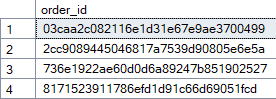 order_id
1 03caa2c082116e1d31e67e9ae3700499
2 2cc9089445046817a7539d90805e6e5a
3 736e1922ae60d0d6a89247b851902527
4 8171523911786efd1d91c66d69051fcd